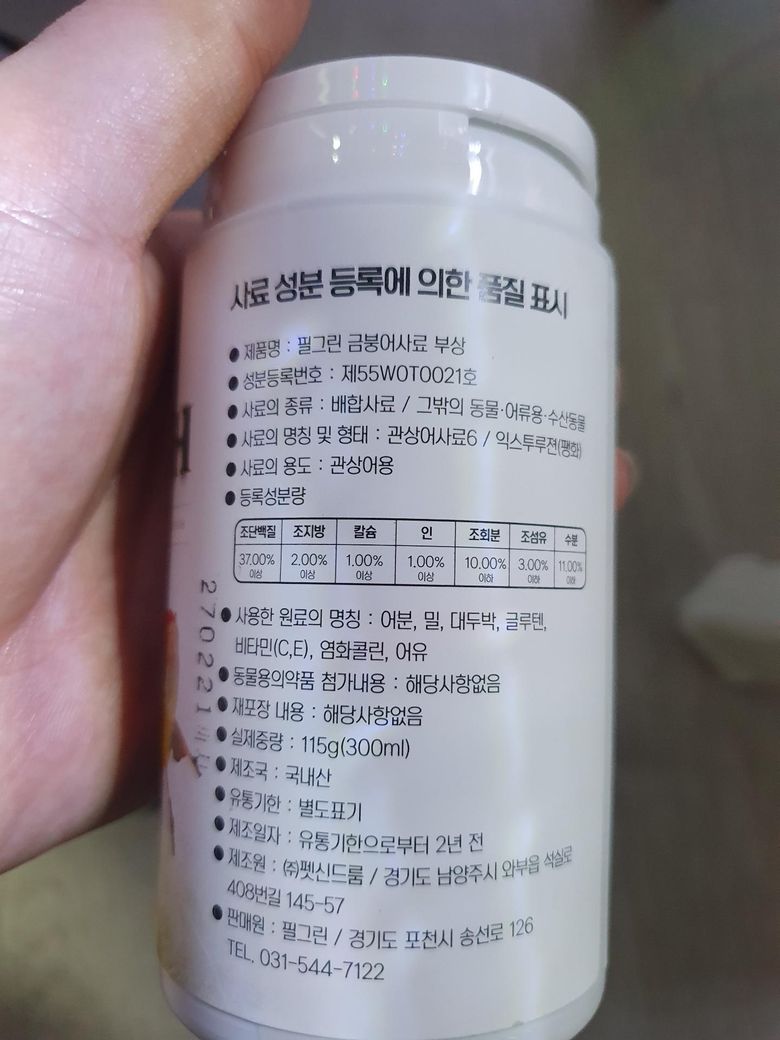 사료 성분 등록에 의한 품질 표시
● 제품명 : 필그린 금붕어사료 부상
● 성분등록번호 : 제55WOT0021호
● 사료의 종류 : 배합사료 / 그밖의 동물·어류용·수산동물
● 사료의 명칭 및 형태 : 관상어사료6 / 익스투루젼(팽화)
● 사료의 용도 : 관상어용
● 등록성분량
조단백질 조지방 칼슘 인 조회분 조섬유 수분
37.00% 2.00% 1.00% 1.00% 10.00% 3.00% 11.00%
이상 이상 이상 이상 이하 이하 이하
● 사용한 원료의 명칭 : 어분, 밀, 대두박, 글루텐,
비타민(C,E), 염화콜린, 어유
● 동물용의약품 첨가내용 : 해당사항없음
● 재포장 내용 : 해당사항없음
● 실제중량 : 115g(300ml)
● 제조국 : 국내산
● 유통기한 : 별도표기
● 제조일자 : 유통기한으로부터 2년 전
● 제조원 : ㈜펫신드룸 / 경기도 남양주시 와부읍 석실로
408번길 145-57
● 판매원 : 필그린 / 경기도 포천시 송선로 126
TEL. 031-544-7122
270221